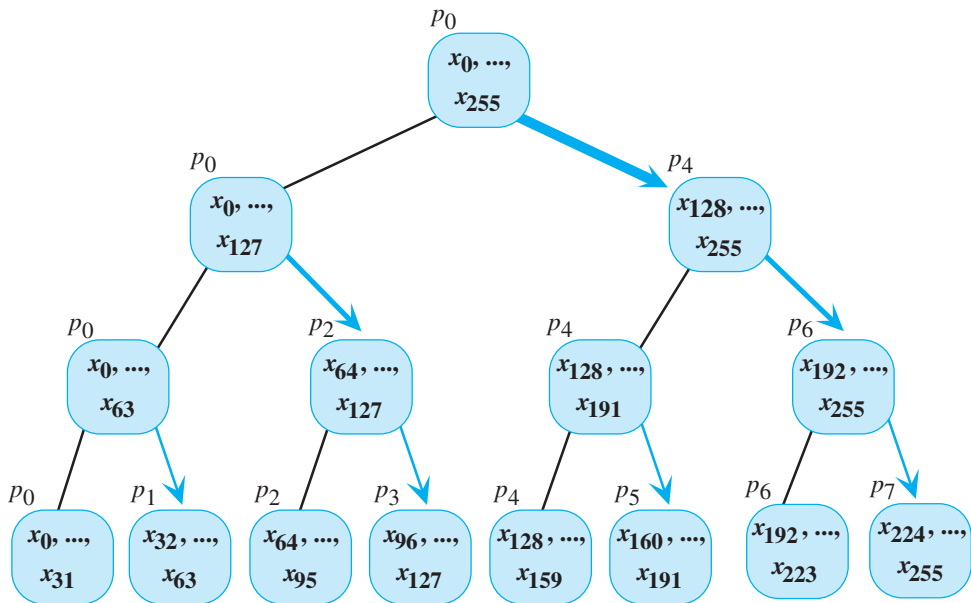 p0
x0, ...,
x255
p0
x0, ...,
x127
p4
x128, ...,
x255
p0
x0, ...,
x63
p2
x64, ...,
x127
p4
x128, ...,
x191
p6
x192, ...,
x255
p0
x0, ...,
x31
p1
x32, ...,
x63
p2
x64, ...,
x95
p3
x96, ...,
x127
p4
x128, ...,
x159
p5
x160, ...,
x191
p6
x192, ...,
x223
p7
x224, ...,
x255